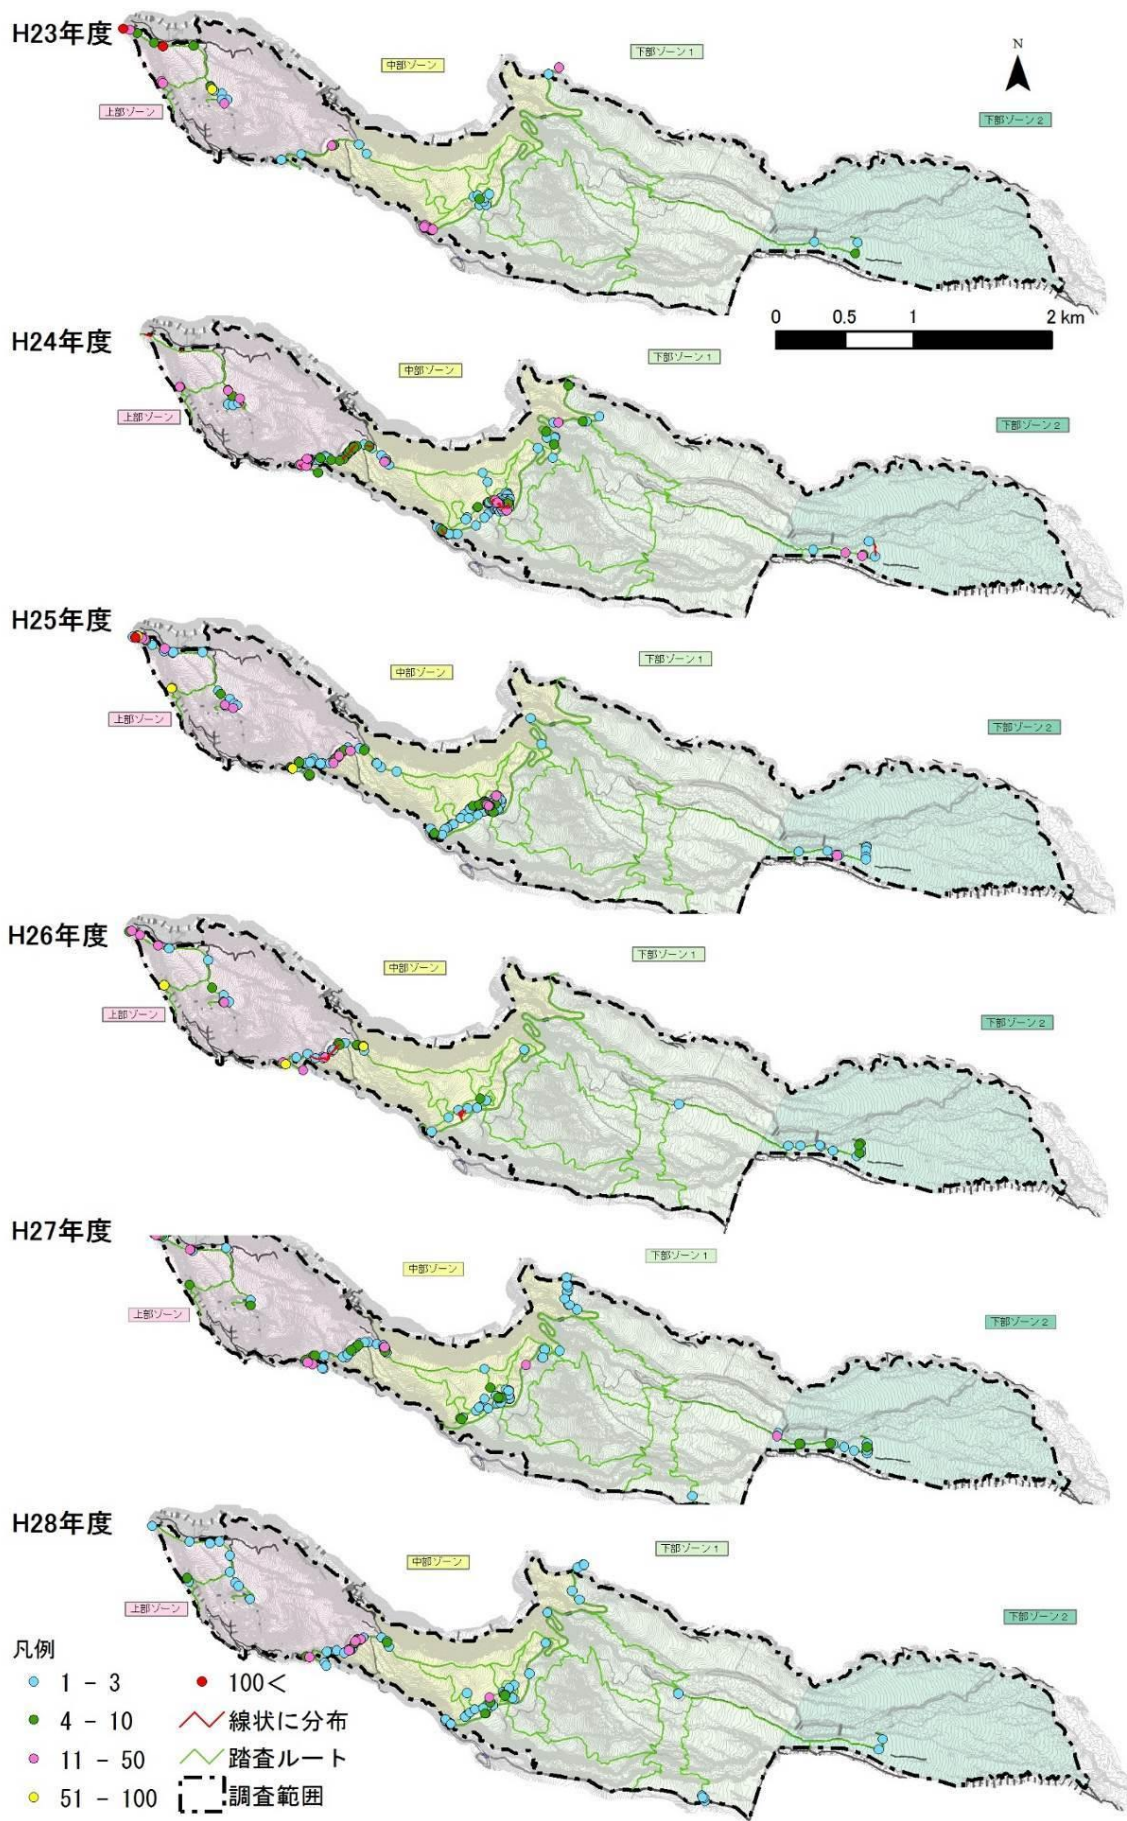 H23年度
中部ゾーン
下部ゾーン1
N
上部ゾーン
下部ゾーン2
0 0.5 1 2 km
H24年度
中部ゾーン
下部ゾーン1
上部ゾーン
下部ゾーン2
H25年度
中部ゾーン
下部ゾーン1
上部ゾーン
下部ゾーン2
H26年度
中部ゾーン
下部ゾーン1
上部ゾーン
下部ゾーン2
H27年度
中部ゾーン
下部ゾーン1
上部ゾーン
下部ゾーン2
H28年度
中部ゾーン
下部ゾーン1
上部ゾーン
下部ゾーン2
凡例
1 - 3
100<
4 - 10
線状に分布
11 - 50
踏査ルート
51 - 100
調査範囲